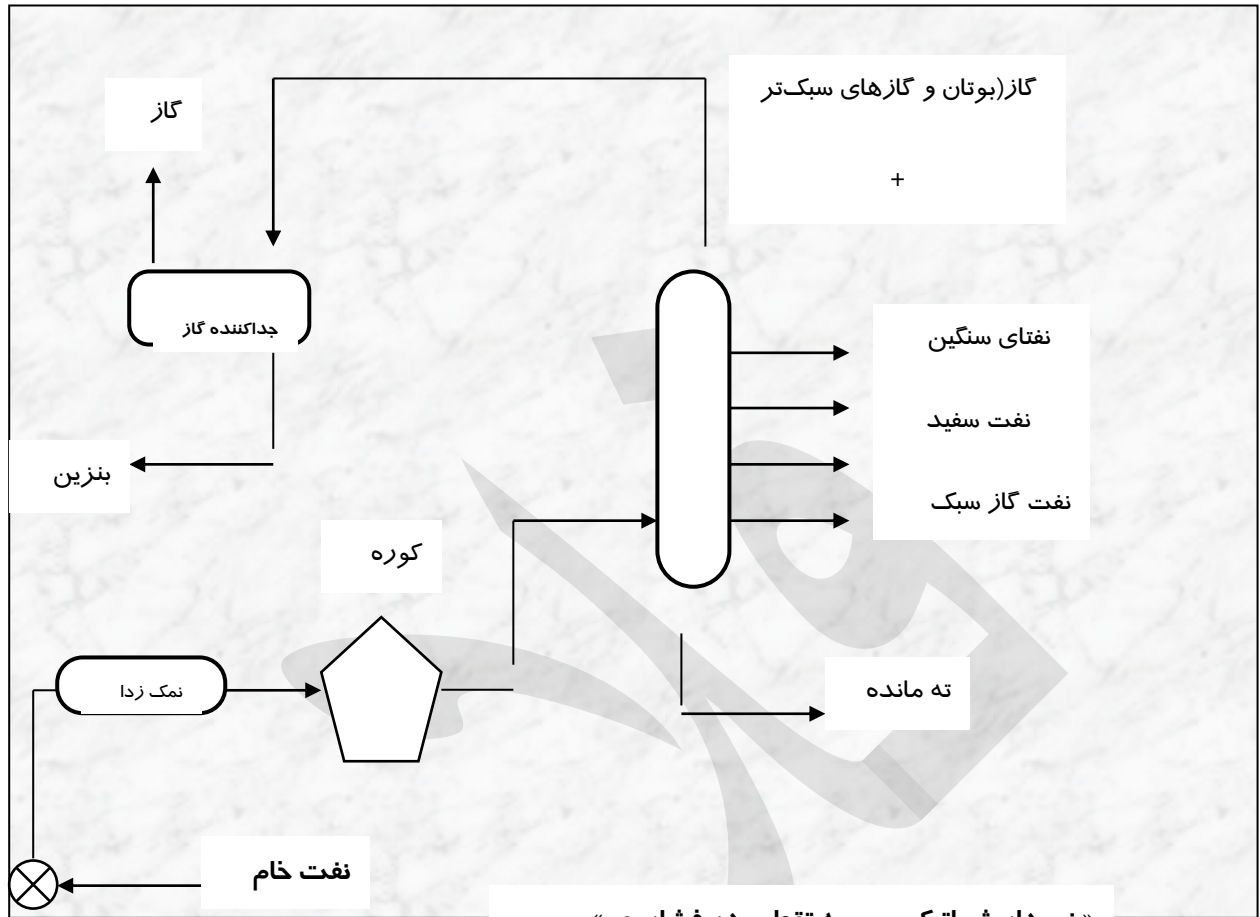 گاز(بوتان و گازهای سبک‌تر
+
گاز
جداکننده گاز
نفتای سنگین
نفت سفید
بنزین
نفت گاز سبک
کوره
نمک زدا
ته مانده
نفت خام